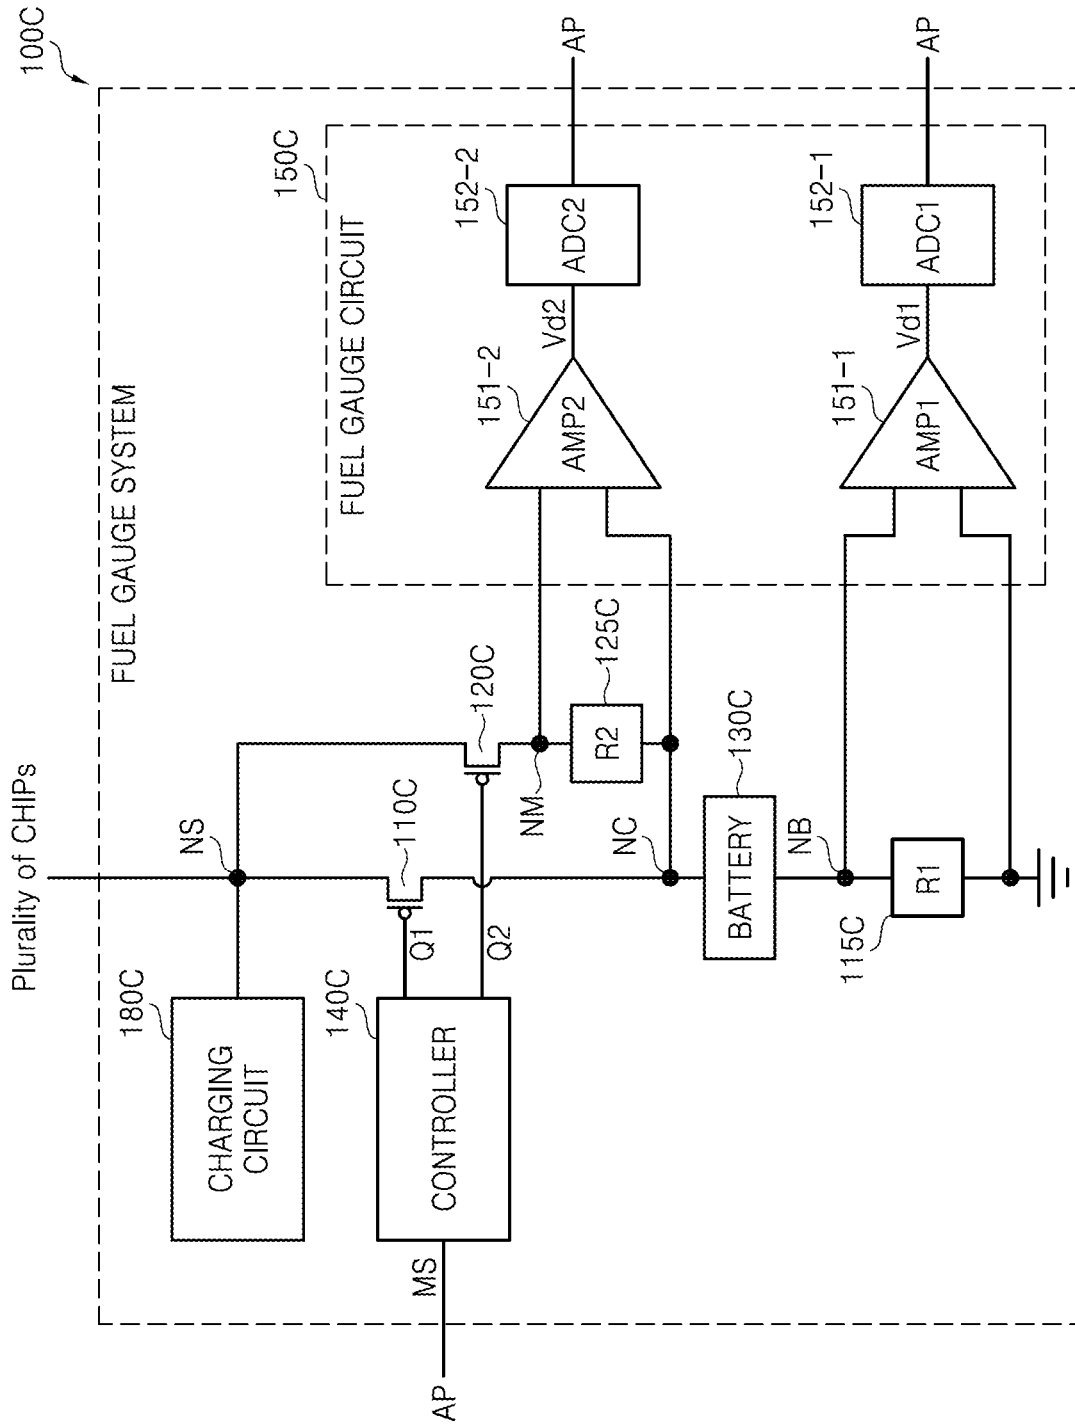 100C
FUEL GAUGE SYSTEM
Plurality of CHIPs
NS
180C
CHARGING
CIRCUIT
AP
MS
140C
CONTROLLER
Q1
Q2
110C
120C
NM
R2
125C
NC
BATTERY
130C
NB
R1
115C
150C
FUEL GAUGE CIRCUIT
151-2
AMP2
Vd2
152-2
ADC2
AP
151-1
AMP1
Vd1
152-1
ADC1
AP